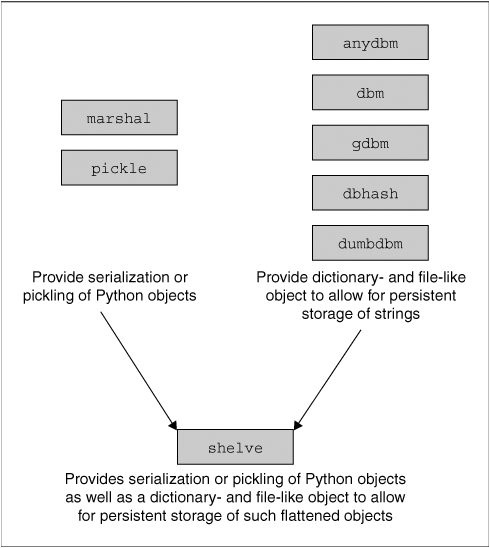 anydbm
dbm
marshal
gdbm
pickle
dbhash
dumbdbm
Provide serialization or
pickling of Python objects
Provide dictionary- and file-like
object to allow for persistent
storage of strings
shelve
Provides serialization or pickling of Python objects
as well as a dictionary- and file-like object to allow
for persistent storage of such flattened objects